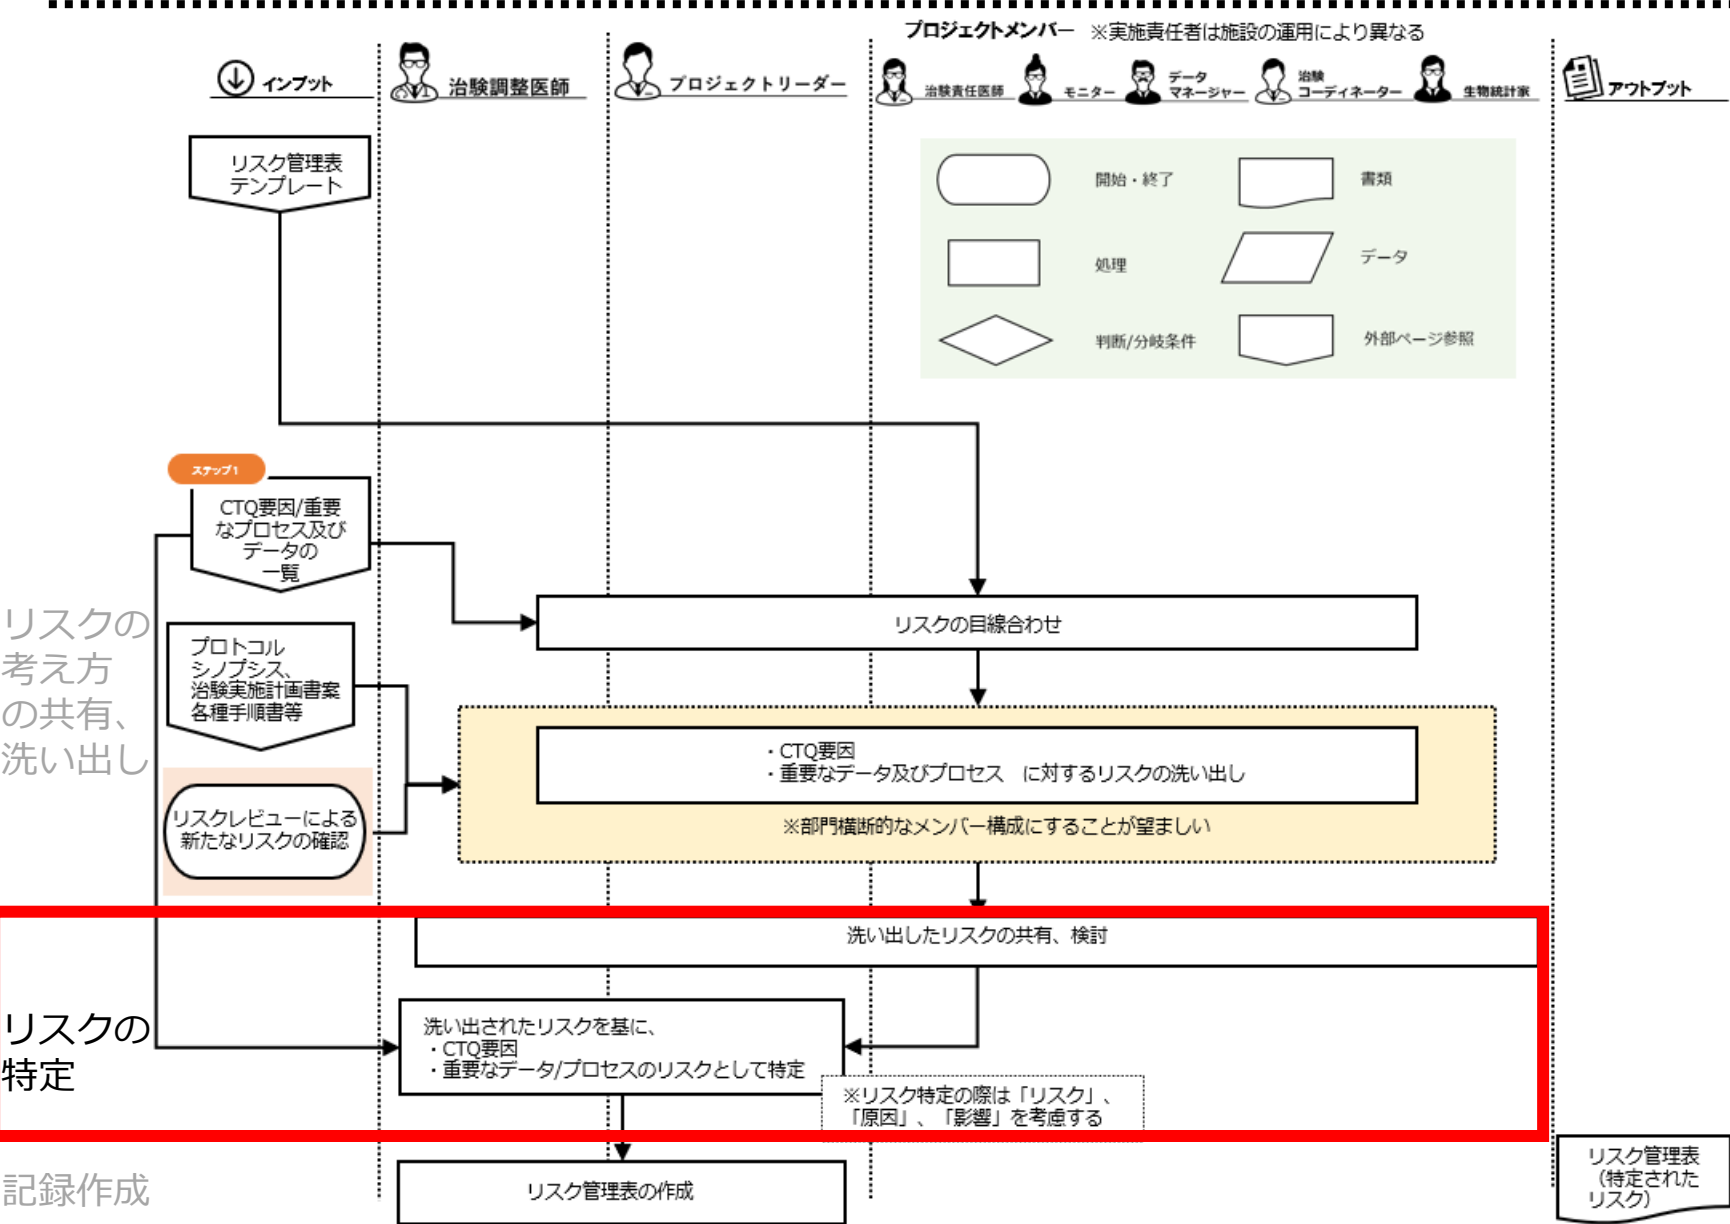 プロジェクトメンバー ※実施責任者は施設の運用により異なる
インプット
治験調整医師
プロジェクトリーダー
治験責任医師
モニター
データ
マネージャー
治験
コーディネーター
生物統計家
アウトプット
リスク管理表
テンプレート
開始・終了
書類
処理
データ
判断/分岐条件
外部ページ参照
ステップ1
CTQ要因/重要
なプロセス及び
データの
一覧
リスクの目線合わせ
リスクの
考え方
の共有、
洗い出し
プロトコル
シノプシス、
治験実施計画書案
各種手順書等
・CTQ要因
・重要なデータ及びプロセス に対するリスクの洗い出し
※部門横断的なメンバー構成にすることが望ましい
リスクレビューによる
新たなリスクの確認
洗い出したリスクの共有、検討
リスクの
特定
洗い出されたリスクを基に、
・CTQ要因
・重要なデータ/プロセスのリスクとして特定
※リスク特定の際は「リスク」、
「原因」、「影響」を考慮する
記録作成
リスク管理表の作成
リスク管理表
（特定された
リスク）